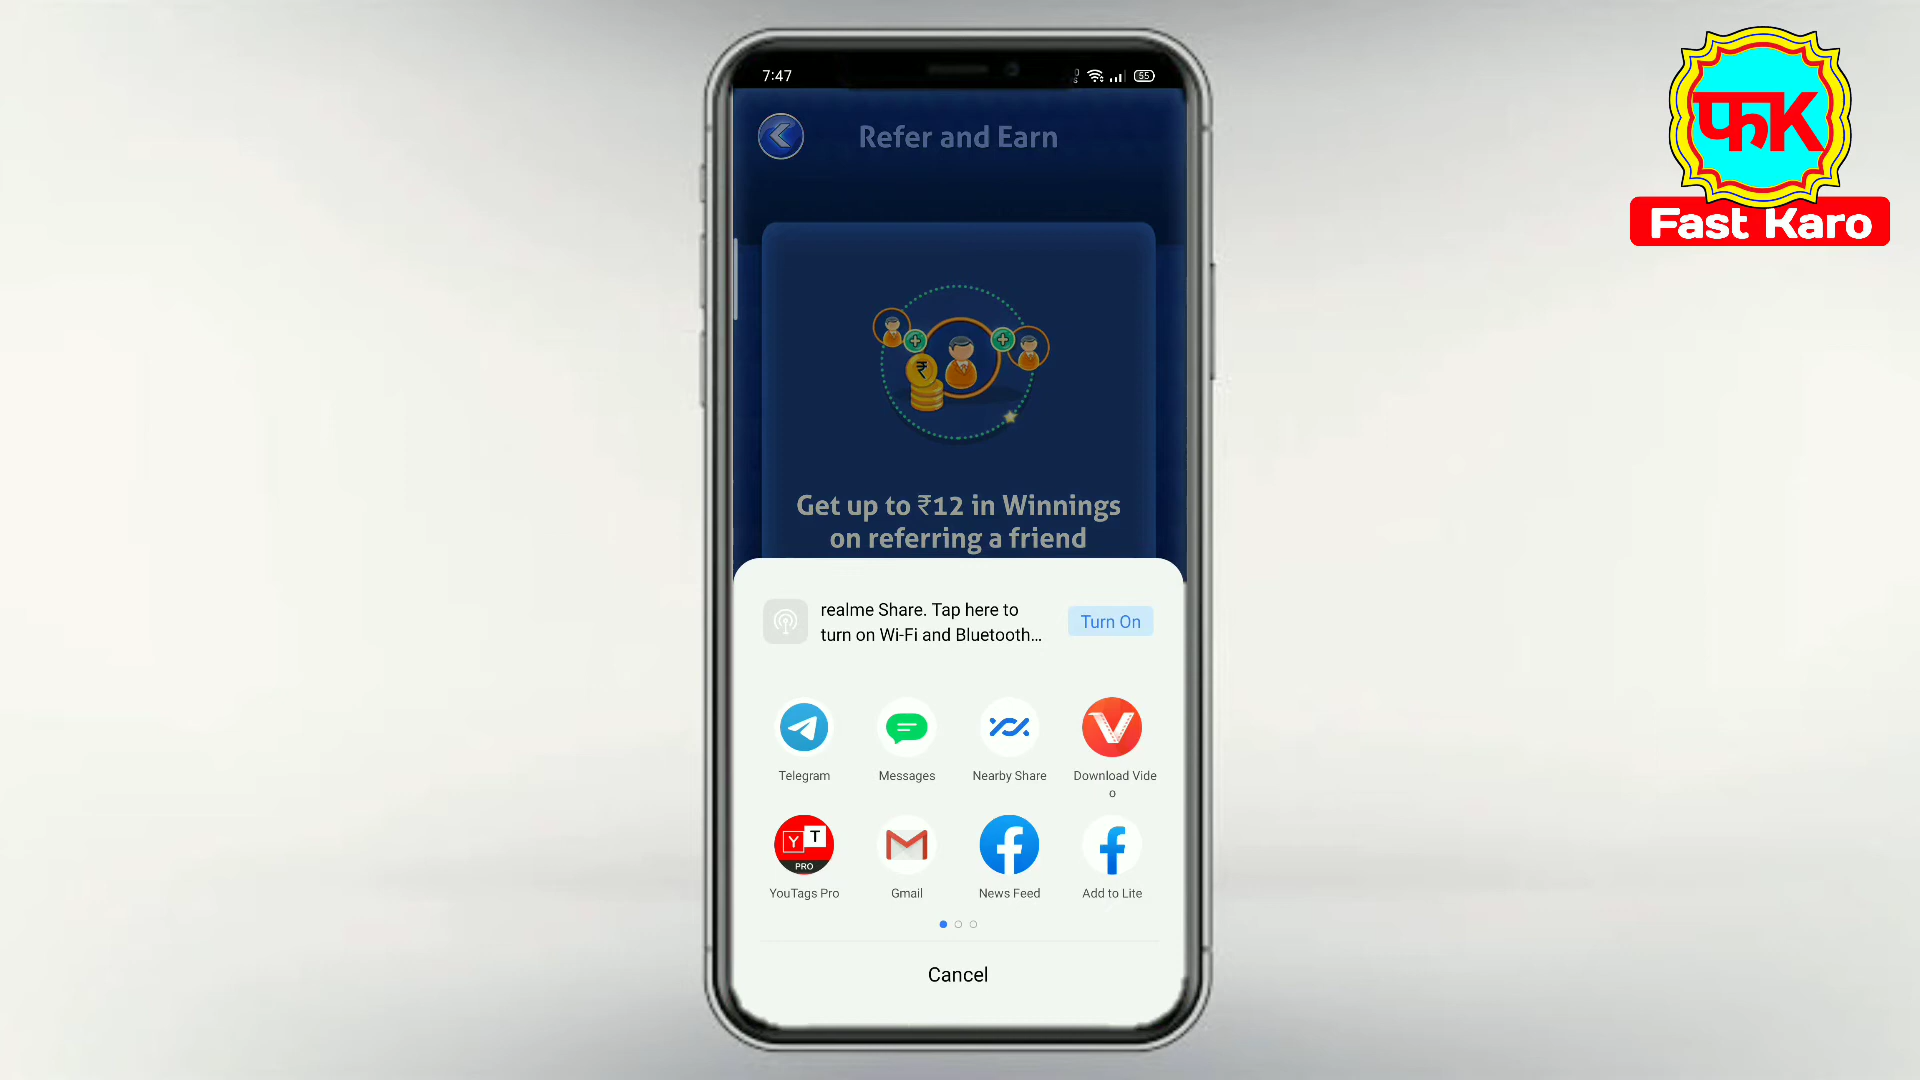 7:47
55
Refer and Earn
₹
Get up to ₹12 in Winnings
on referring a friend
realme Share. Tap here to
turn on Wi-Fi and Bluetooth...
Turn On
Telegram
Messages
Nearby Share
Download Vide
o
Y T
PRO
YouTags Pro
Gmail
News Feed
Add to Lite
Cancel
फK
Fast Karo